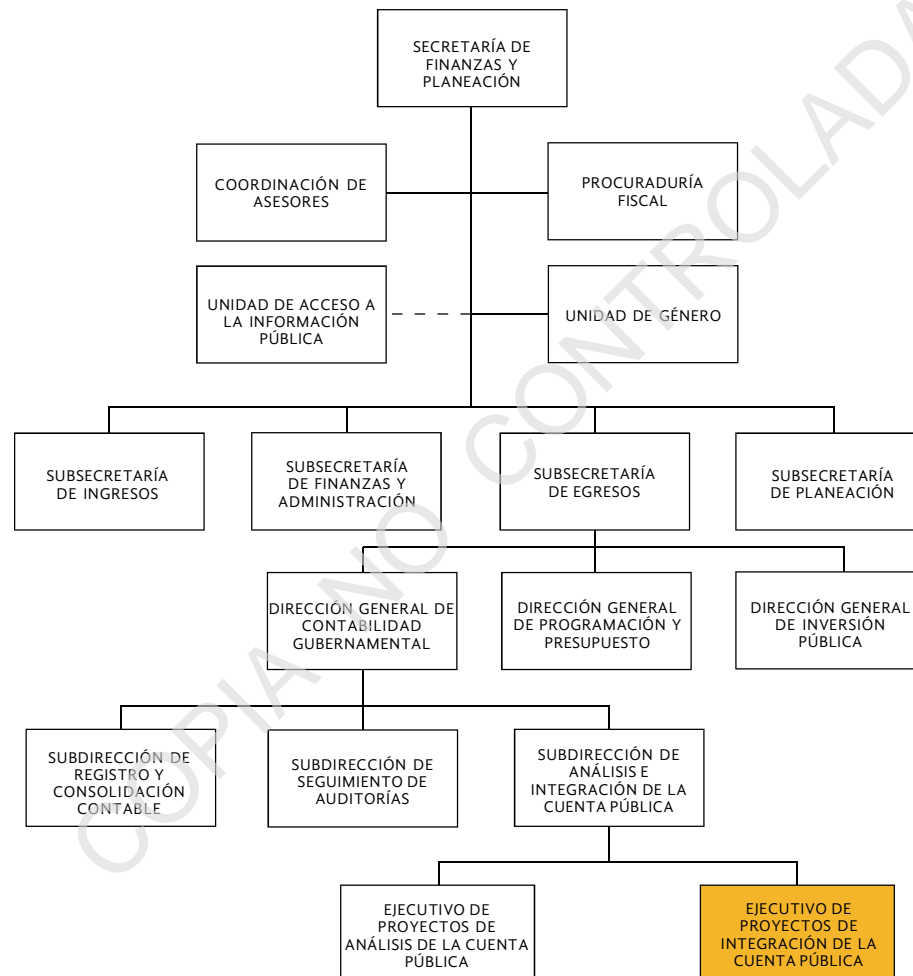 SECRETARÍA DE
FINANZAS Y
PLANEACIÓN
COORDINACIÓN DE
ASESORES
PROCURADURÍA
FISCAL
UNIDAD DE ACCESO A
LA INFORMACIÓN
PÚBLICA
UNIDAD DE GÉNERO
SUBSECRETARÍA
DE INGRESOS
SUBSECRETARÍA
DE FINANZAS Y
ADMINISTRACIÓN
SUBSECRETARÍA
DE EGRESOS
SUBSECRETARÍA
DE PLANEACIÓN
DIRECCIÓN GENERAL DE
CONTABILIDAD
GUBERNAMENTAL
DIRECCIÓN GENERAL
DE PROGRAMACIÓN Y
PRESUPUESTO
DIRECCIÓN GENERAL
DE INVERSIÓN
PÚBLICA
SUBDIRECCIÓN DE
REGISTRO Y
CONSOLIDACIÓN
CONTABLE
SUBDIRECCIÓN DE
SEGUIMIENTO DE
AUDITORÍAS
SUBDIRECCIÓN DE
ANÁLISIS E
INTEGRACIÓN DE LA
CUENTA PÚBLICA
EJECUTIVO DE
PROYECTOS DE
ANÁLISIS DE LA CUENTA
PÚBLICA
EJECUTIVO DE
PROYECTOS DE
INTEGRACIÓN DE LA
CUENTA PÚBLICA
COPIA NO CONTROLADA